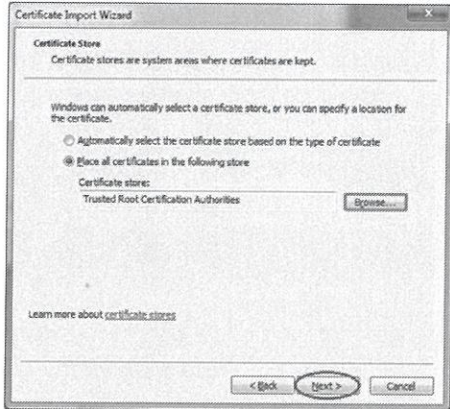 Certificate Import Wizard
Certificate Store
Certificate stores are system areas where certificates are kept.
Windows can automatically select a certificate store, or you can specify a location for
the certificate.
Automatically select the certificate store based on the type of certificate
Place all certificates in the following store
Certificate store:
Trusted Root Certification Authorities
Browse...
Learn more about certificate stores
< Back
Next >
Cancel